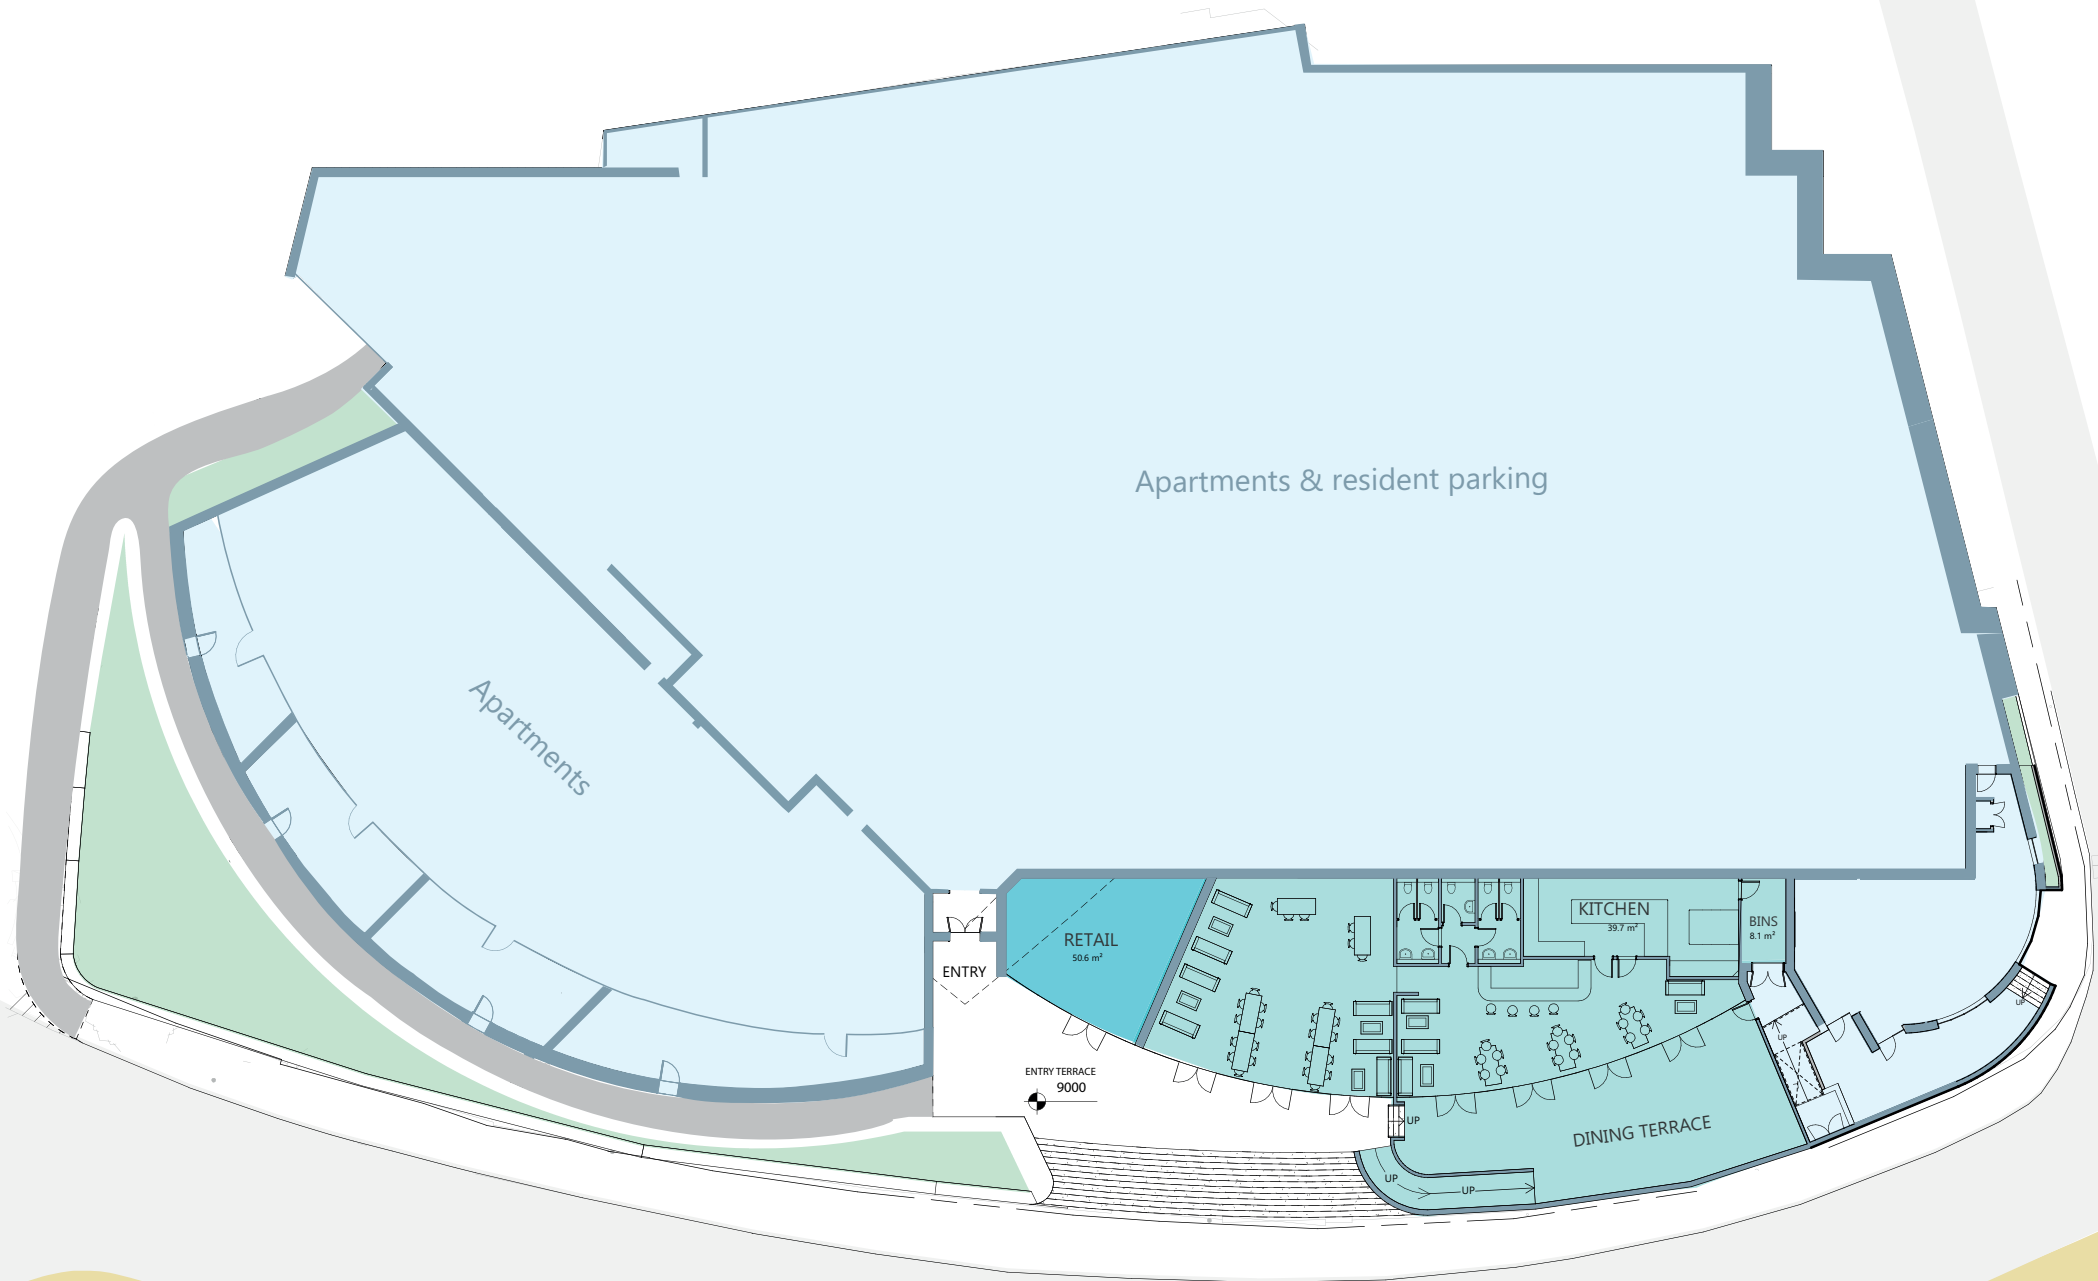 Apartments & resident parking
Apartments
KITCHEN
39.7 m²
BINS
8.1 m²
RETAIL
50.6 m²
ENTRY
UP
UP
ENTRY TERRACE
9000
UP
DINING TERRACE
UP
UP